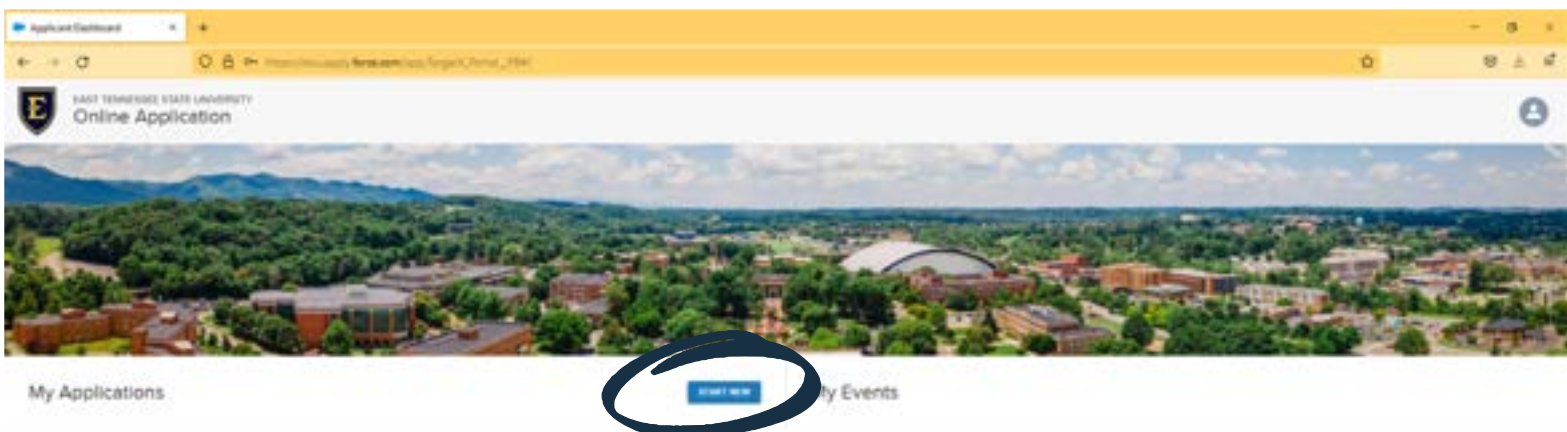 Applicant Dashboard
EAST TENNESSEE STATE UNIVERSITY
Online Application
E
My Applications
START NEW
My Events